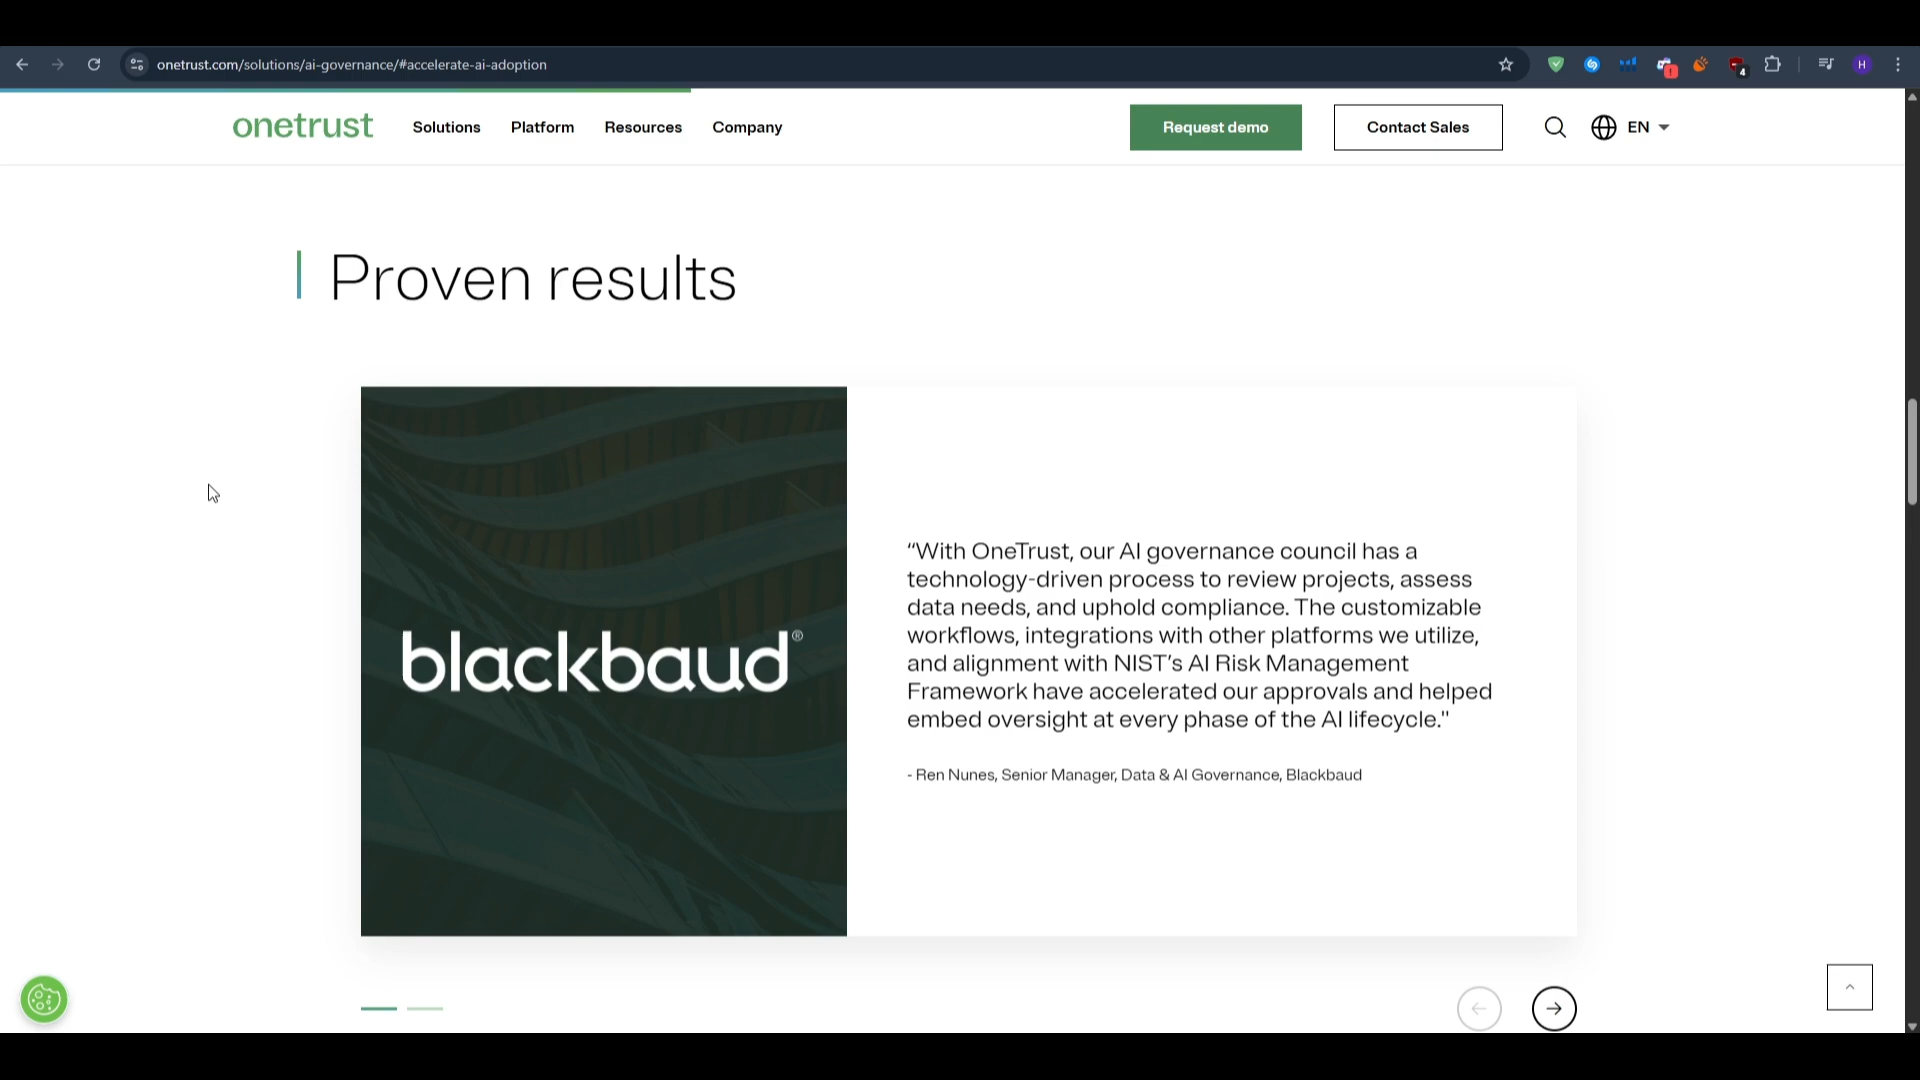 onetrust.com/solutions/ai-governance/#accelerate-ai-adoption
4
H
onetrust
Solutions
Platform
Resources
Company
Request demo
Contact Sales
EN
Proven results
blackbaud®
“With OneTrust, our AI governance council has a
technology-driven process to review projects, assess
data needs, and uphold compliance. The customizable
workflows, integrations with other platforms we utilize,
and alignment with NIST’s AI Risk Management
Framework have accelerated our approvals and helped
embed oversight at every phase of the AI lifecycle."
- Ren Nunes, Senior Manager, Data & AI Governance, Blackbaud